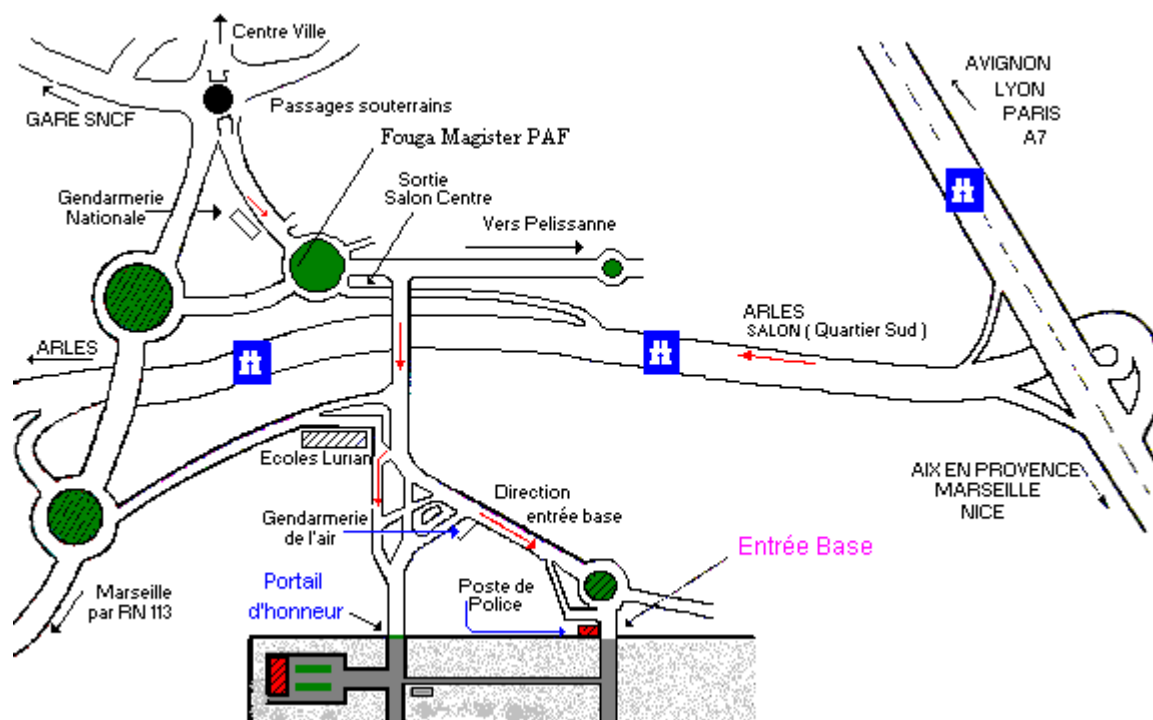 Centre Ville
GARE SNCF
Passages souterrains
Fouga Magister PAF
Gendarmerie
Nationale
Sortie
Salon Centre
Vers Pelissanne
AVIGNON
LYON
PARIS
A7
ARLES
ARLES
SALON ( Quartier Sud )
Ecoles Lurian
AIX EN PROVENCE
MARSEILLE
NICE
Direction
entrée base
Gendarmerie
de l'air
Entrée Base
Portail
d'honneur
Poste de
Police
Marseille
par RN 113